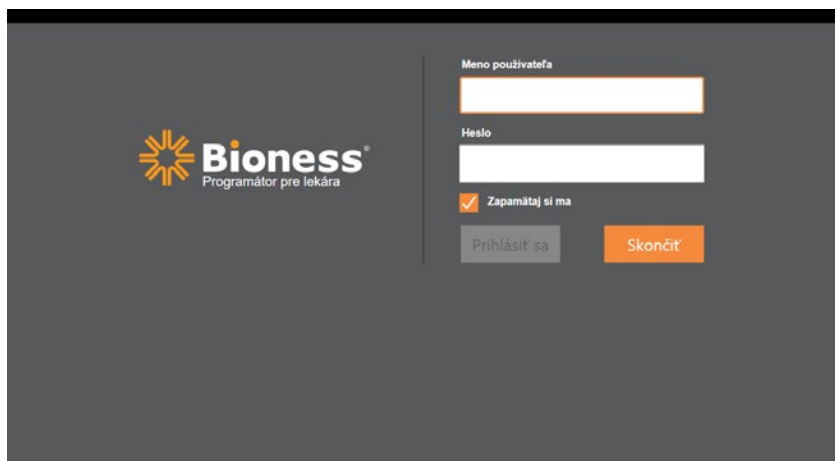 Bioness®
Programátor pre lekára
Meno používateľa
Heslo
Zapamätaj si ma
Prihlásiť sa
Skončiť